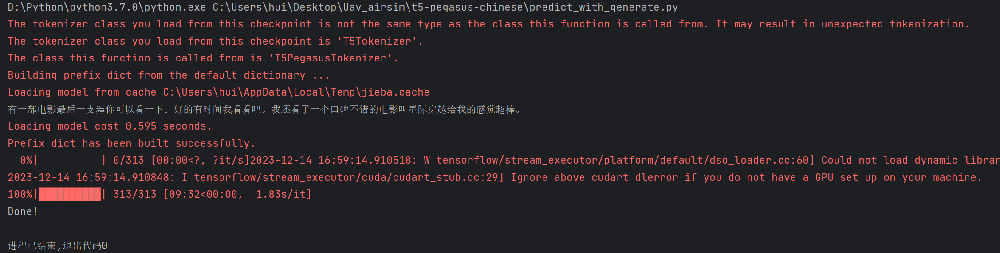 D:\Python\python3.7.0\python.exe C:\Users\hui\Desktop\Uav_airsim\t5-pegasus-chinese\predict_with_generate.py
The tokenizer class you load from this checkpoint is not the same type as the class this function is called from. It may result in unexpected tokenization.
The tokenizer class you load from this checkpoint is 'T5Tokenizer'.
The class this function is called from is 'T5PegasusTokenizer'.
Building prefix dict from the default dictionary ...
Loading model from cache C:\Users\hui\AppData\Local\Temp\jieba.cache
有一部电影最后一支舞你可以看一下。好的有时间我看看吧。我还看了一个口碑不错的电影叫星际穿越给我的感觉超棒。
Loading model cost 0.595 seconds.
Prefix dict has been built successfully.
0%|          | 0/313 [00:00<?, ?it/s]2023-12-14 16:59:14.910518: W tensorflow/stream_executor/platform/default/dso_loader.cc:60] Could not load dynamic librar
2023-12-14 16:59:14.910848: I tensorflow/stream_executor/cuda/cudart_stub.cc:29] Ignore above cudart dlerror if you do not have a GPU set up on your machine.
100%|██████████| 313/313 [09:32<00:00,  1.83s/it]
Done!
进程已结束,退出代码0